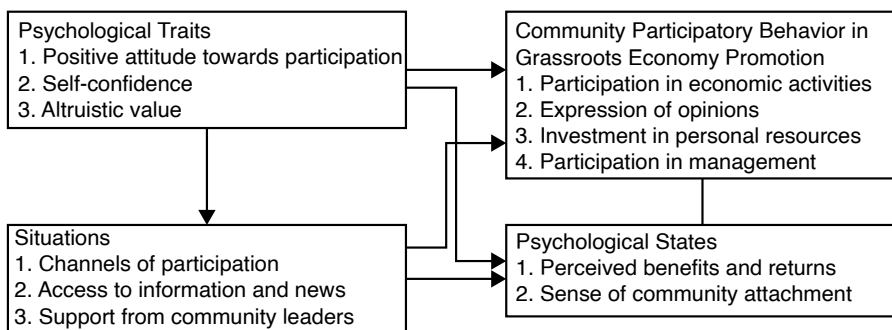 Psychological Traits
1. Positive attitude towards participation
2. Self-confidence
3. Altruistic value
Community Participatory Behavior in
Grassroots Economy Promotion
1. Participation in economic activities
2. Expression of opinions
3. Investment in personal resources
4. Participation in management
Situations
1. Channels of participation
2. Access to information and news
3. Support from community leaders
Psychological States
1. Perceived benefits and returns
2. Sense of community attachment